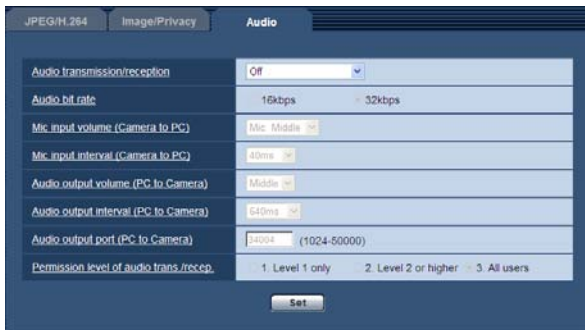 JPEG/H.264 Image/Privacy Audio
Audio transmission/reception Off
Audio bit rate 16kbps 32kbps
Mic input volume (Camera to PC) Mic. Middle
Mic input interval (Camera to PC) 40ms
Audio output volume (PC to Camera) Middle
Audio output interval (PC to Camera) 640ms
Audio output port (PC to Camera) 34004 (1024-50000)
Permission level of audio trans./recep. 1. Level 1 only 2. Level 2 or higher 3. All users
Set